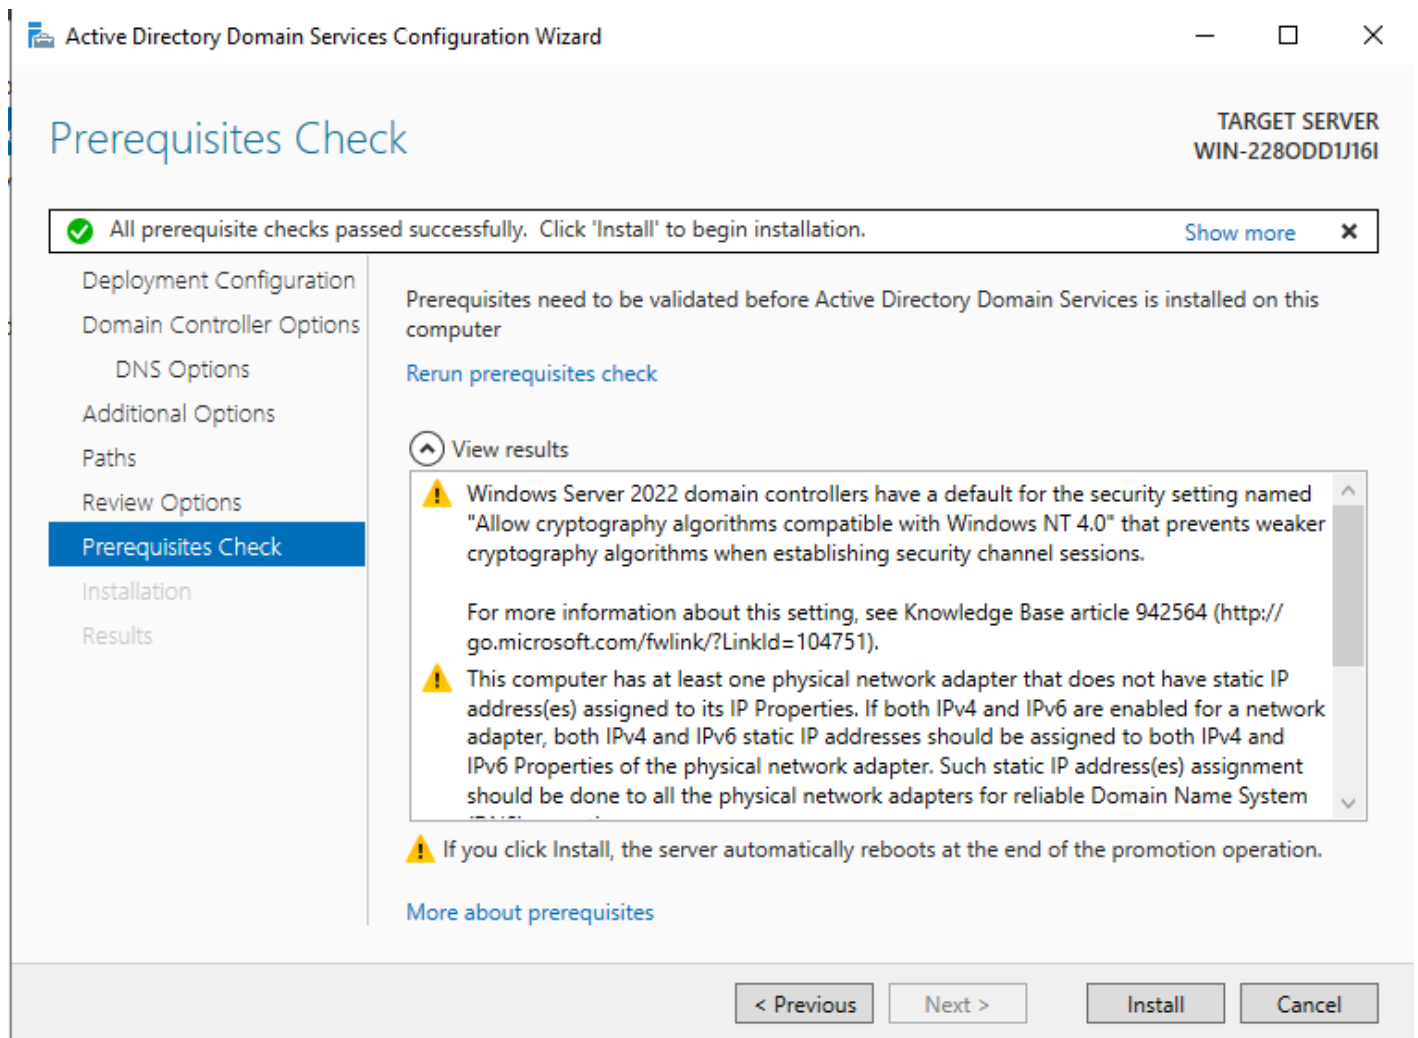 Active Directory Domain Services Configuration Wizard
Prerequisites Check
TARGET SERVER
WIN-228ODD1J16I
All prerequisite checks passed successfully.  Click 'Install' to begin installation.
Show more
Deployment Configuration
Domain Controller Options
DNS Options
Additional Options
Paths
Review Options
Prerequisites Check
Installation
Results
Prerequisites need to be validated before Active Directory Domain Services is installed on this
computer
Rerun prerequisites check
View results
Windows Server 2022 domain controllers have a default for the security setting named
"Allow cryptography algorithms compatible with Windows NT 4.0" that prevents weaker
cryptography algorithms when establishing security channel sessions.
For more information about this setting, see Knowledge Base article 942564 (http://
go.microsoft.com/fwlink/?LinkId=104751).
This computer has at least one physical network adapter that does not have static IP
address(es) assigned to its IP Properties. If both IPv4 and IPv6 are enabled for a network
adapter, both IPv4 and IPv6 static IP addresses should be assigned to both IPv4 and
IPv6 Properties of the physical network adapter. Such static IP address(es) assignment
should be done to all the physical network adapters for reliable Domain Name System
If you click Install, the server automatically reboots at the end of the promotion operation.
More about prerequisites
< Previous
Next >
Install
Cancel